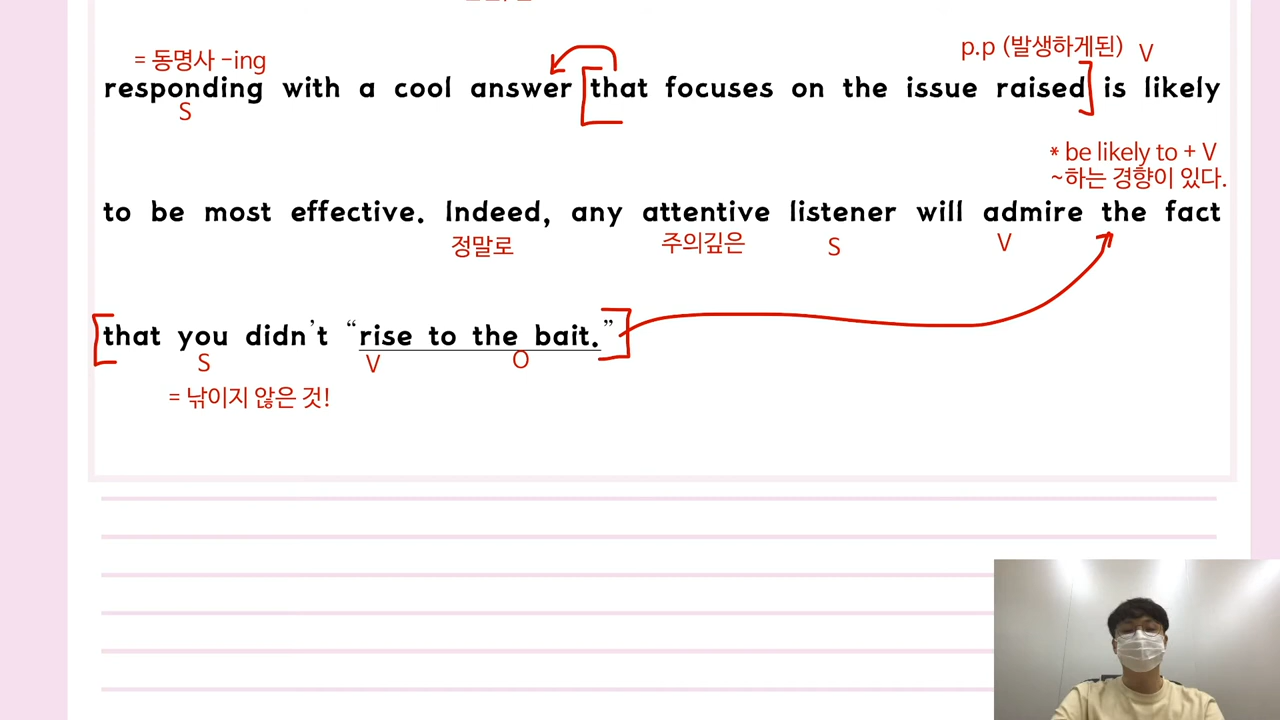 = 동명사 -ing
p.p (발생하게된) V
responding with a cool answer [that focuses on the issue raised] is likely
S
* be likely to + V
~하는 경향이 있다.
to be most effective. Indeed, any attentive listener will admire the fact
정말로 주의깊은 S V
[that you didn't “rise to the bait.”]
S V O
= 낚이지 않은 것!